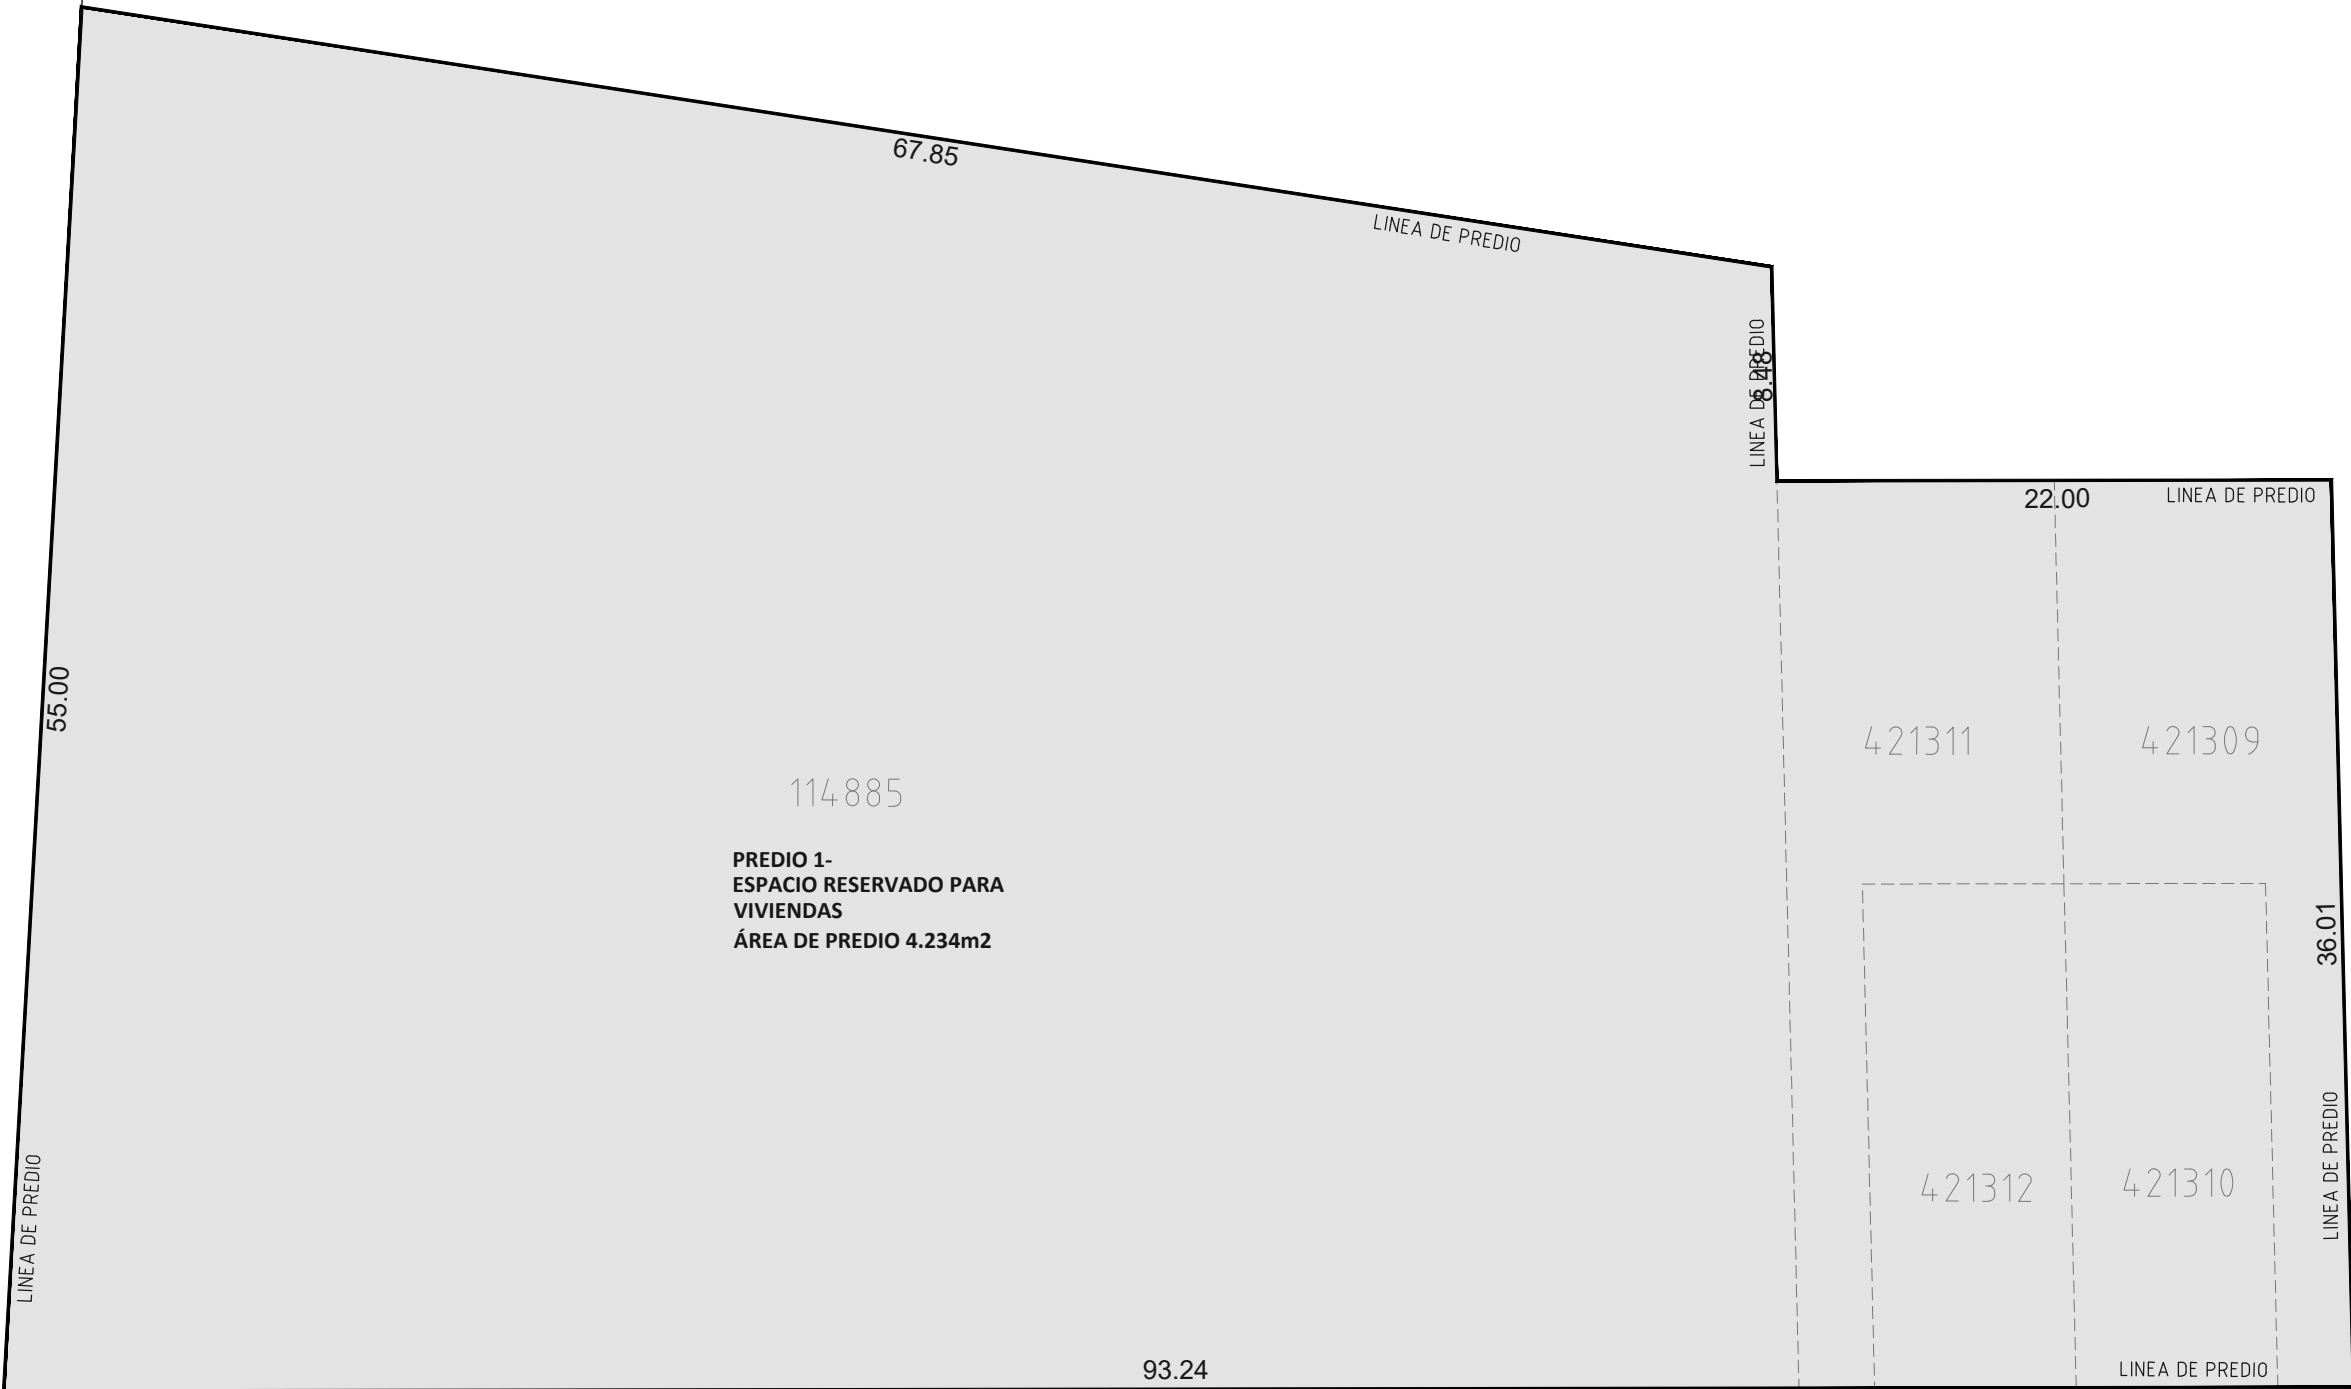 67.85
LINEA DE PREDIO
LINEA DE PREDIO
8.48
22.00
LINEA DE PREDIO
55.00
421311
421309
114885
PREDIO 1-
ESPACIO RESERVADO PARA
VIVIENDAS
ÁREA DE PREDIO 4.234m2
36.01
LINEA DE PREDIO
LINEA DE PREDIO
421312
421310
93.24
LINEA DE PREDIO